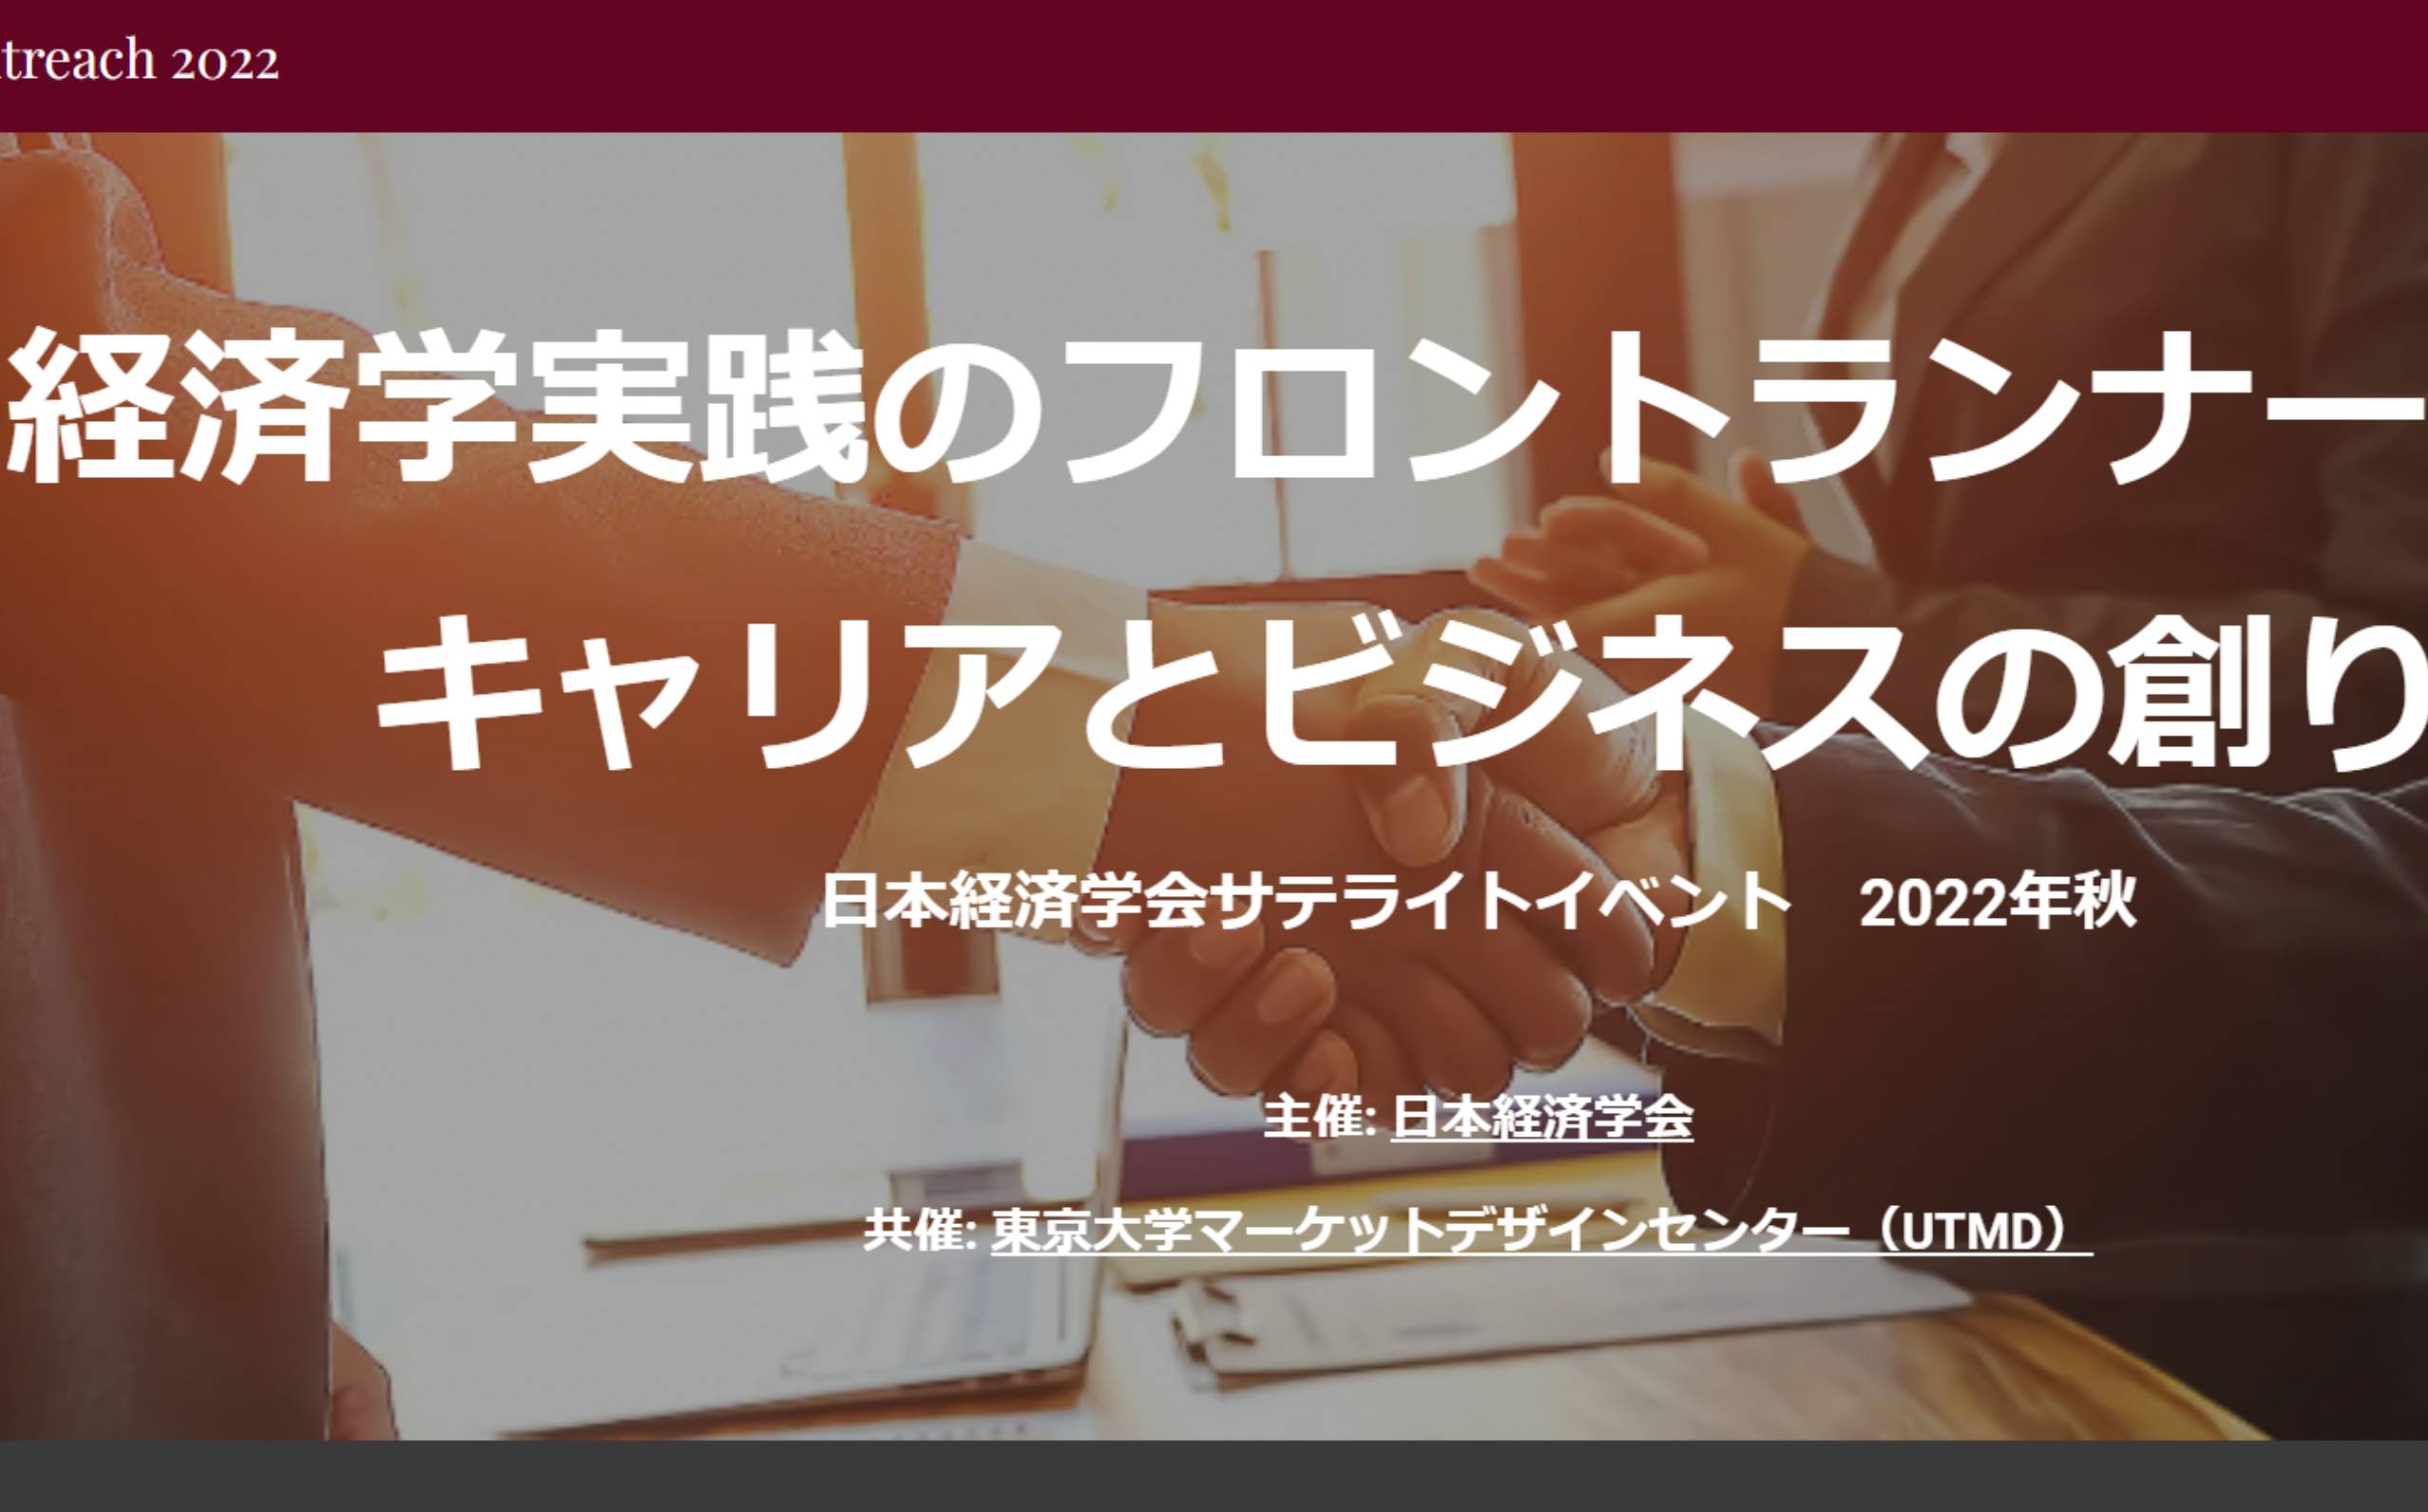 treach 2022
経済学実践のフロントランナー
キャリアとビジネスの創り
日本経済学会サテライトイベント　2022年秋
主催: 日本経済学会
共催: 東京大学マーケットデザインセンター（UTMD）